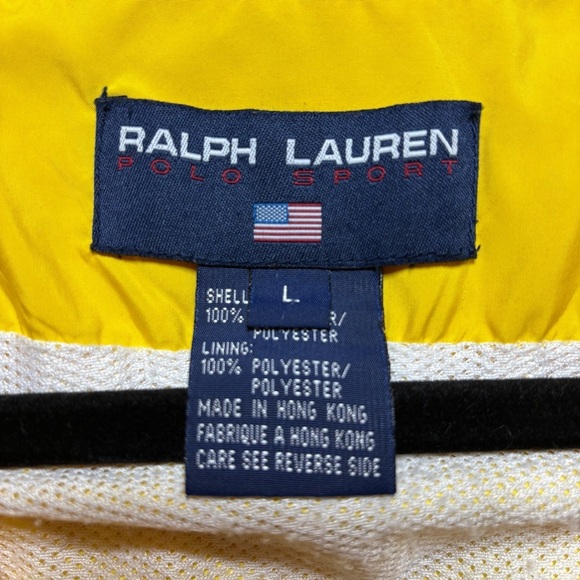 RALPH LAUREN
POLO SPORT
L
SHELL
100% /
POLYESTER
LINING:
100% POLYESTER/
POLYESTER
MADE IN HONG KONG
FABRIQUE A HONG KONG
CARE SEE REVERSE SIDE